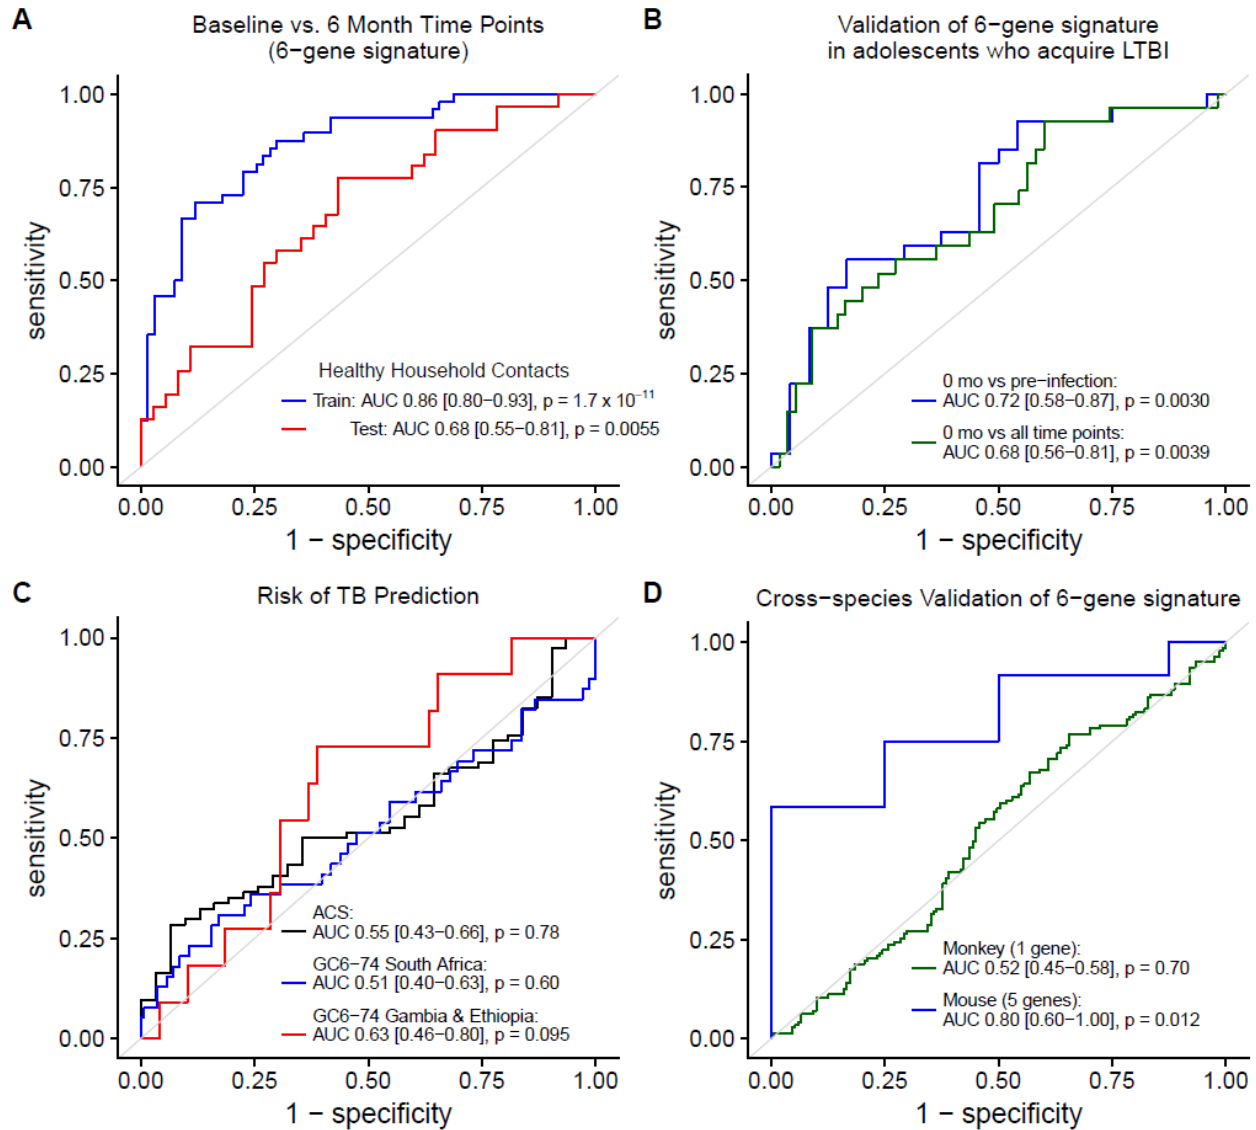 A
Baseline vs. 6 Month Time Points
(6−gene signature)
1.00
0.75
0.50
0.25
0.00
sensitivity
Healthy Household Contacts
Train: AUC 0.86 [0.80−0.93], p = 1.7 x 10⁻¹¹
Test: AUC 0.68 [0.55−0.81], p = 0.0055
0.00 0.25 0.50 0.75 1.00
1 − specificity
B
Validation of 6−gene signature
in adolescents who acquire LTBI
1.00
0.75
0.50
0.25
0.00
sensitivity
0 mo vs pre−infection:
AUC 0.72 [0.58−0.87], p = 0.0030
0 mo vs all time points:
AUC 0.68 [0.56−0.81], p = 0.0039
0.00 0.25 0.50 0.75 1.00
1 − specificity
C
Risk of TB Prediction
1.00
0.75
0.50
0.25
0.00
sensitivity
ACS:
AUC 0.55 [0.43−0.66], p = 0.78
GC6−74 South Africa:
AUC 0.51 [0.40−0.63], p = 0.60
GC6−74 Gambia & Ethiopia:
AUC 0.63 [0.46−0.80], p = 0.095
0.00 0.25 0.50 0.75 1.00
1 − specificity
D
Cross−species Validation of 6−gene signature
1.00
0.75
0.50
0.25
0.00
sensitivity
Monkey (1 gene):
AUC 0.52 [0.45−0.58], p = 0.70
Mouse (5 genes):
AUC 0.80 [0.60−1.00], p = 0.012
0.00 0.25 0.50 0.75 1.00
1 − specificity